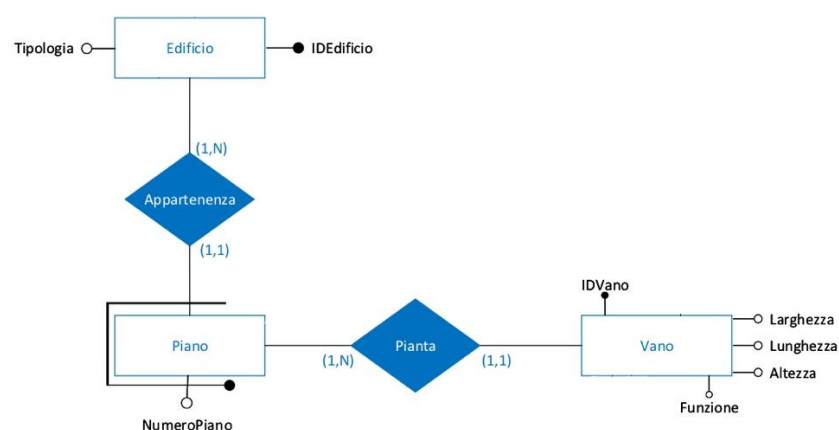 Tipologia
Edificio
IDEdificio
(1,N)
Appartenenza
(1,1)
IDVano
Larghezza
Piano
Pianta
Vano
Lunghezza
(1,N)
(1,1)
Altezza
Funzione
NumeroPiano